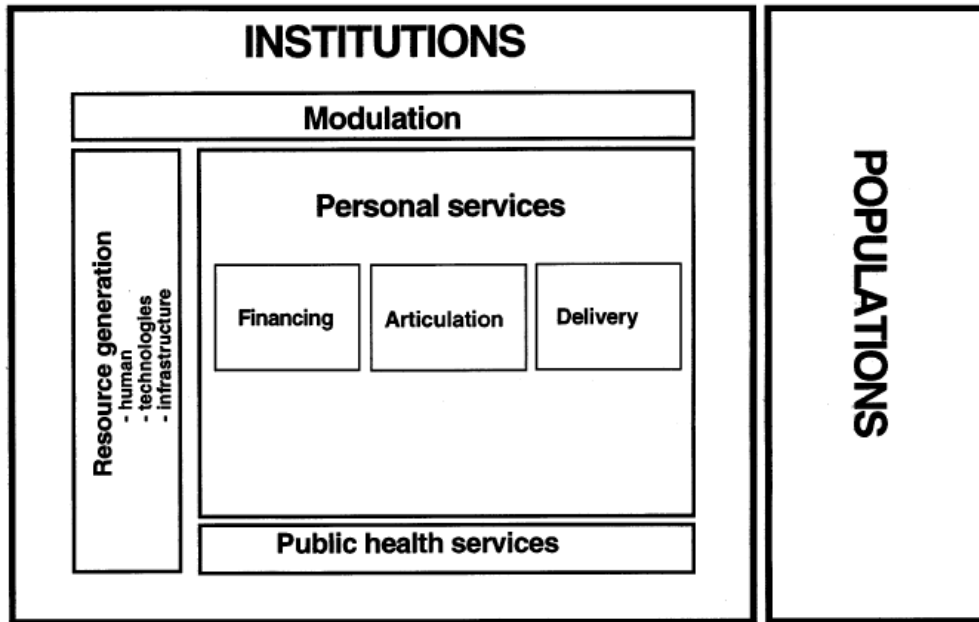 INSTITUTIONS
Modulation
Resource generation
- human
- technologies
- infrastructure
Personal services
Financing
Articulation
Delivery
Public health services
POPULATIONS